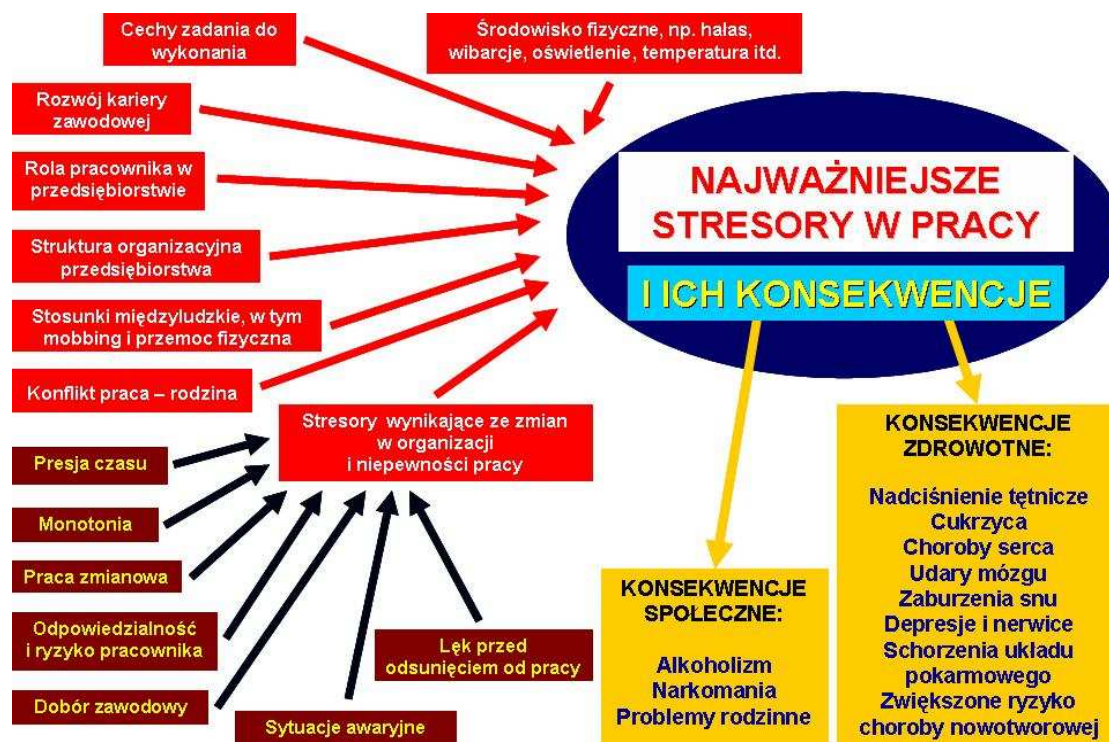 Cechy zadania do
wykonania
Środowisko fizyczne, np. hałas,
wibarcje, oświetlenie, temperatura itd.
Rozwój kariery
zawodowej
Rola pracownika w
przedsiębiorstwie
Struktura organizacyjna
przedsiębiorstwa
Stosunki międzyludzkie, w tym
mobbing i przemoc fizyczna
Konflikt praca – rodzina
Stresory wynikające ze zmian
w organizacji
i niepewności pracy
NAJWAŻNIEJSZE
STRESORY W PRACY
I ICH KONSEKWENCJE
Presja czasu
Monotonia
Praca zmianowa
Odpowiedzialność
i ryzyko pracownika
Dobór zawodowy
Sytuacje awaryjne
Lęk przed
odsunięciem od pracy
KONSEKWENCJE
SPOŁECZNE:
Alkoholizm
Narkomania
Problemy rodzinne
KONSEKWENCJE
ZDROWOTNE:
Nadciśnienie tętnicze
Cukrzyca
Choroby serca
Udary mózgu
Zaburzenia snu
Depresje i nerwice
Schorzenia układu
pokarmowego
Zwiększone ryzyko
choroby nowotworowej